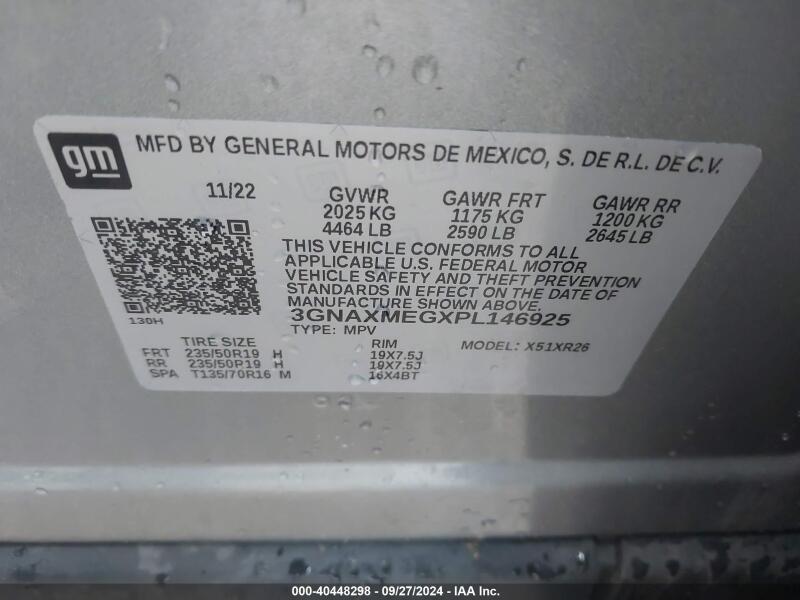 gm
MFD BY GENERAL MOTORS DE MEXICO, S. DE R.L. DE C.V.
11/22 GVWR GAWR FRT GAWR RR
2025 KG 1175 KG 1200 KG
4464 LB 2590 LB 2645 LB
THIS VEHICLE CONFORMS TO ALL
APPLICABLE U.S. FEDERAL MOTOR
VEHICLE SAFETY AND THEFT PREVENTION
STANDARDS IN EFFECT ON THE DATE OF
MANUFACTURE SHOWN ABOVE.
130H 3GNAXMEGXPL146925
TYPE: MPV
TIRE SIZE RIM MODEL: X51XR26
FRT 235/50R19 H 19X7.5J
RR 235/50R19 H 19X7.5J
SPA T135/70R16 M 16X4BT
000-40448298 - 09/27/2024 - IAA Inc.